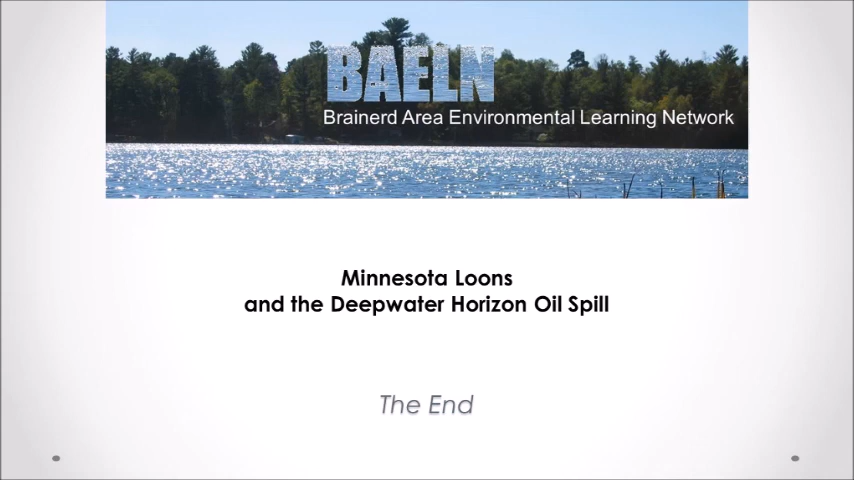 BAELN
Brainerd Area Environmental Learning Network
Minnesota Loons
and the Deepwater Horizon Oil Spill
The End